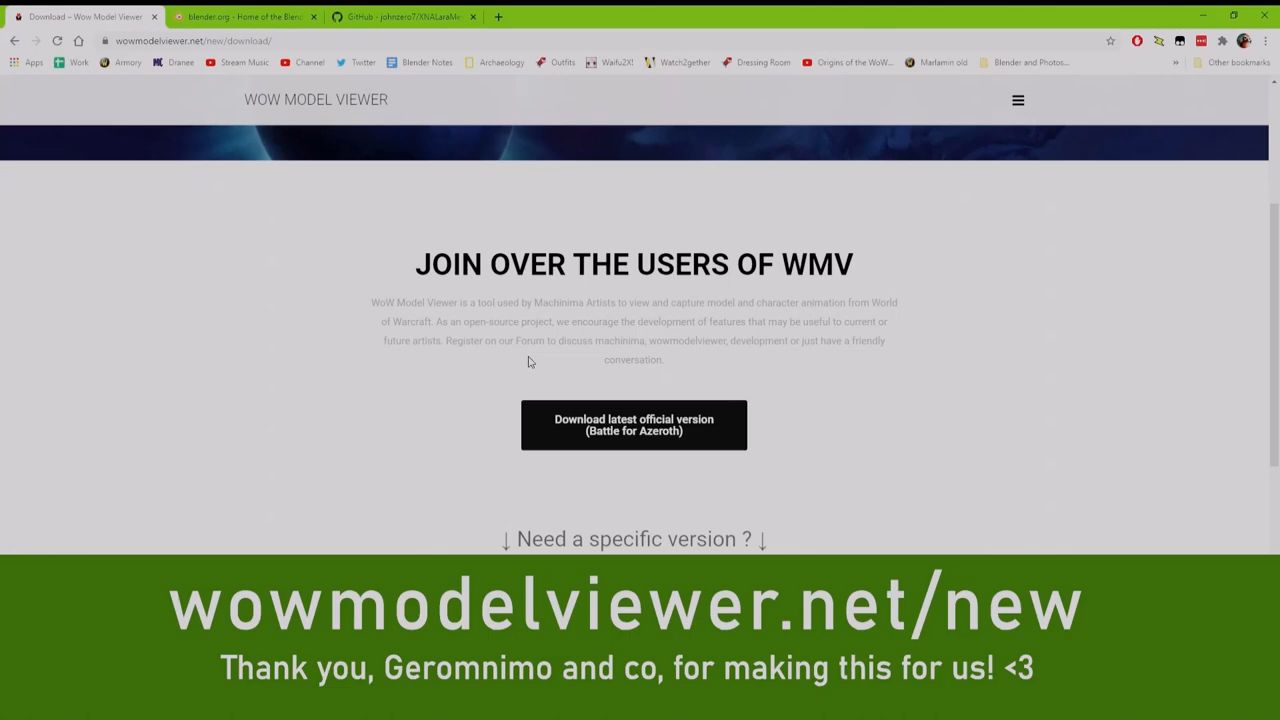 Download – Wow Model Viewer
blender.org - Home of the Blend
GitHub - johnzero7/XNALaraMe
wowmodelviewer.net/new/download/
Apps Work Armory Dranee Stream Music Channel Twitter Blender Notes Archaeology Outfits Waifu2X! Watch2gether Dressing Room Origins of the WoW... Marlamin old Blender and Photos... » Other bookmarks
WOW MODEL VIEWER
JOIN OVER THE USERS OF WMV
WoW Model Viewer is a tool used by Machinima Artists to view and capture model and character animation from World
of Warcraft. As an open-source project, we encourage the development of features that may be useful to current or
future artists. Register on our Forum to discuss machinima, wowmodelviewer, development or just have a friendly
conversation.
Download latest official version
(Battle for Azeroth)
↓ Need a specific version ? ↓
wowmodelviewer.net/new
Thank you, Geromnimo and co, for making this for us! <3